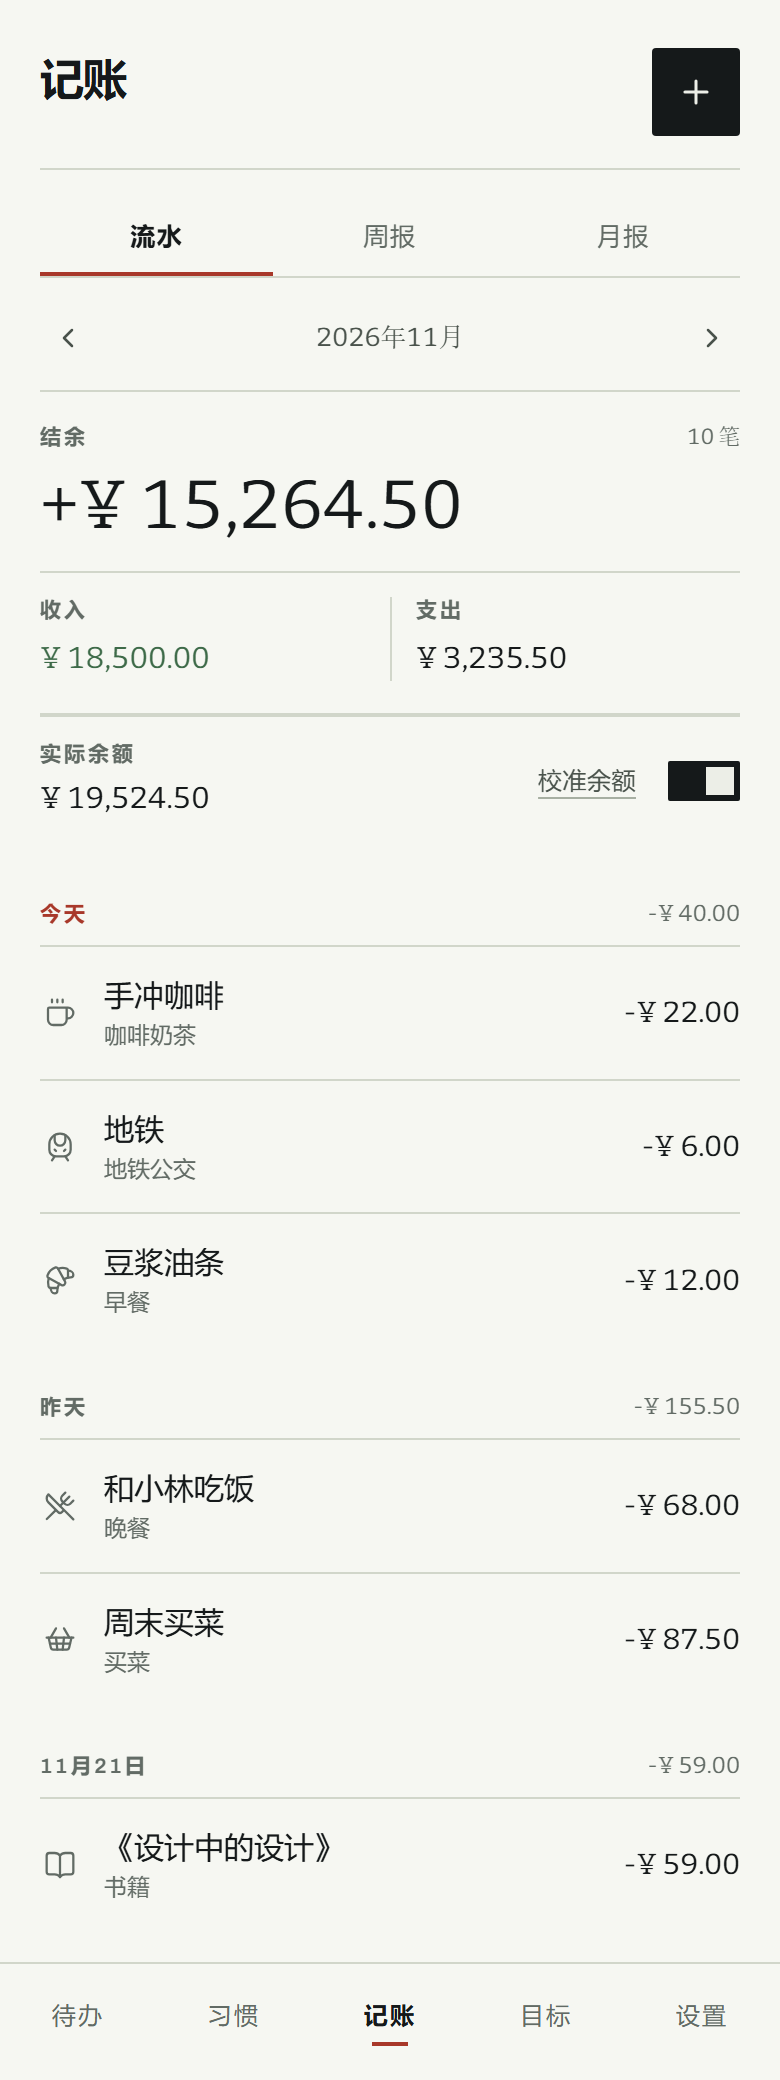 记账
流水 周报 月报
2026年11月
结余 10 笔
+¥ 15,264.50
收入 支出
¥ 18,500.00 ¥ 3,235.50
实际余额
¥ 19,524.50 校准余额
今天 -¥ 40.00
手冲咖啡
咖啡奶茶 -¥ 22.00
地铁
地铁公交 -¥ 6.00
豆浆油条
早餐 -¥ 12.00
昨天 -¥ 155.50
和小林吃饭
晚餐 -¥ 68.00
周末买菜
买菜 -¥ 87.50
11月21日 -¥ 59.00
《设计中的设计》
书籍 -¥ 59.00
待办 习惯 记账 目标 设置